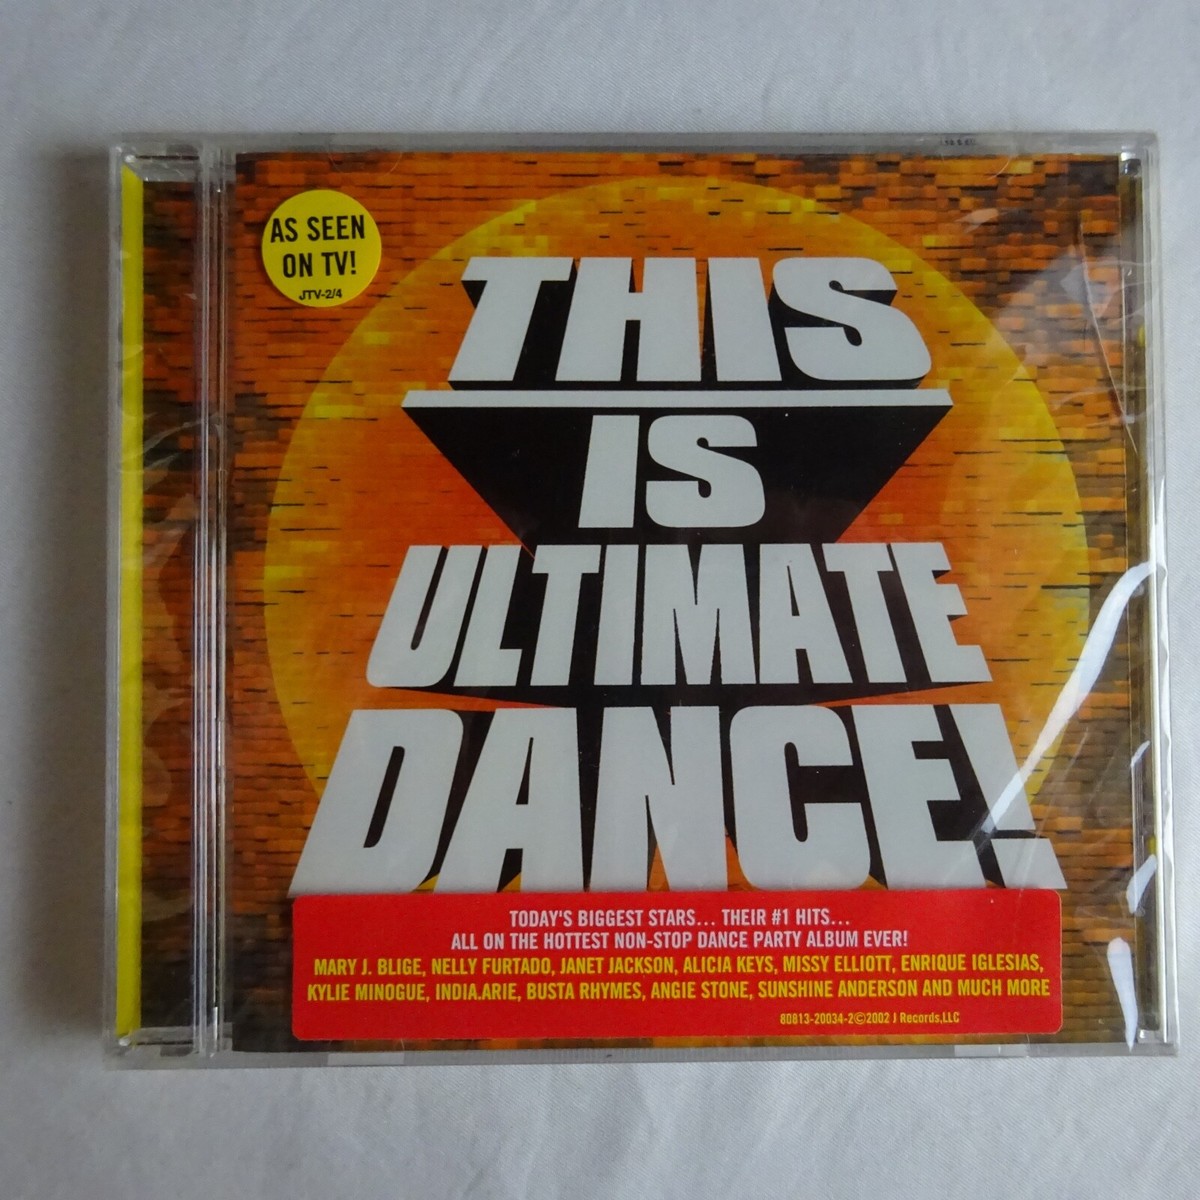 AS SEEN
ON TV!
JTV-2/4
THIS
IS
ULTIMATE
DANCE!
TODAY'S BIGGEST STARS... THEIR #1 HITS...
ALL ON THE HOTTEST NON-STOP DANCE PARTY ALBUM EVER!
MARY J. BLIGE, NELLY FURTADO, JANET JACKSON, ALICIA KEYS, MISSY ELLIOTT, ENRIQUE IGLESIAS,
KYLIE MINOGUE, INDIA.ARIE, BUSTA RHYMES, ANGIE STONE, SUNSHINE ANDERSON AND MUCH MORE
80813-20034-2©2002 J Records,LLC